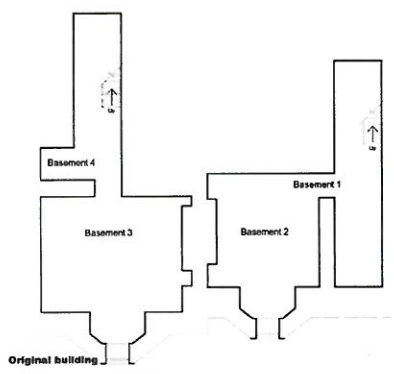 Basement 4
Basement 1
Basement 3
Basement 2
Original building